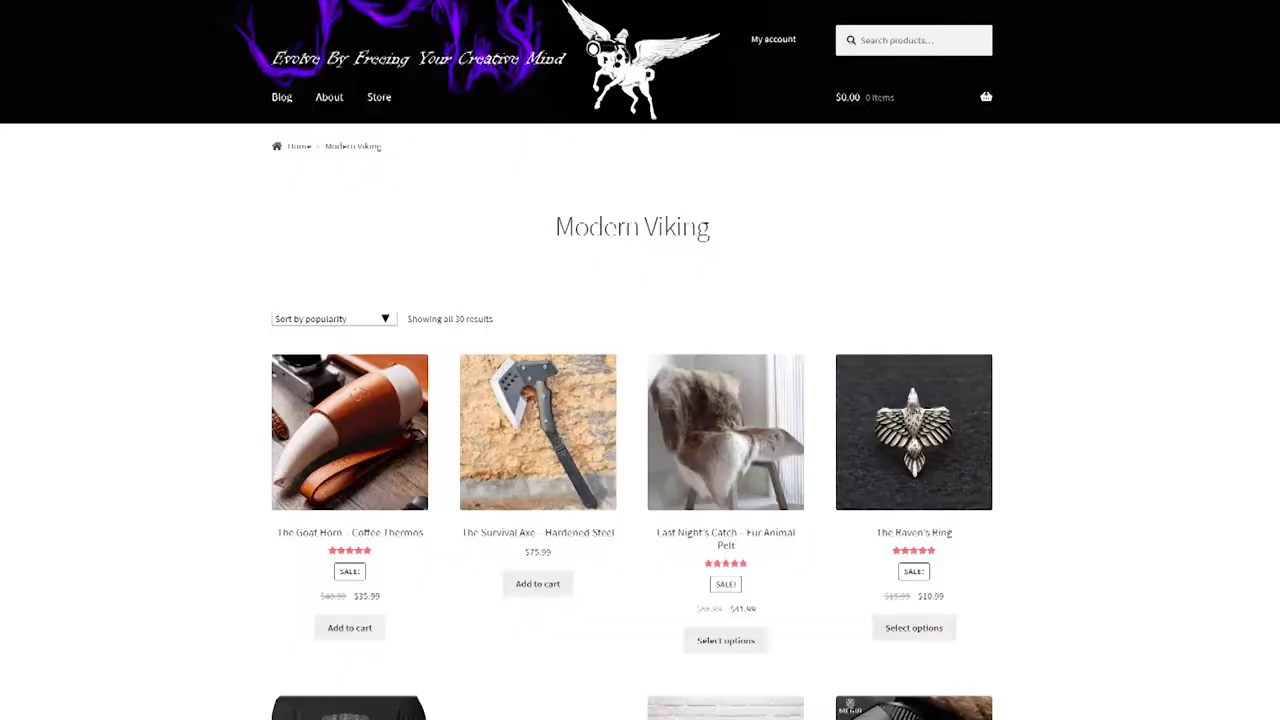 Evolve By Freeing Your Creative Mind
My account
Search products...
Blog About Store
$0.00 0 items
Home Modern Viking
Modern Viking
Sort by popularity
Showing all 30 results
The Goat Horn – Coffee Thermos
SALE!
$40.99 $35.99
Add to cart
The Survival Axe – Hardened Steel
$75.99
Add to cart
Last Night's Catch – Fur Animal
Pelt
SALE!
$41.99
Select options
The Raven's Ring
SALE!
$15.99 $10.99
Select options
MEGIR